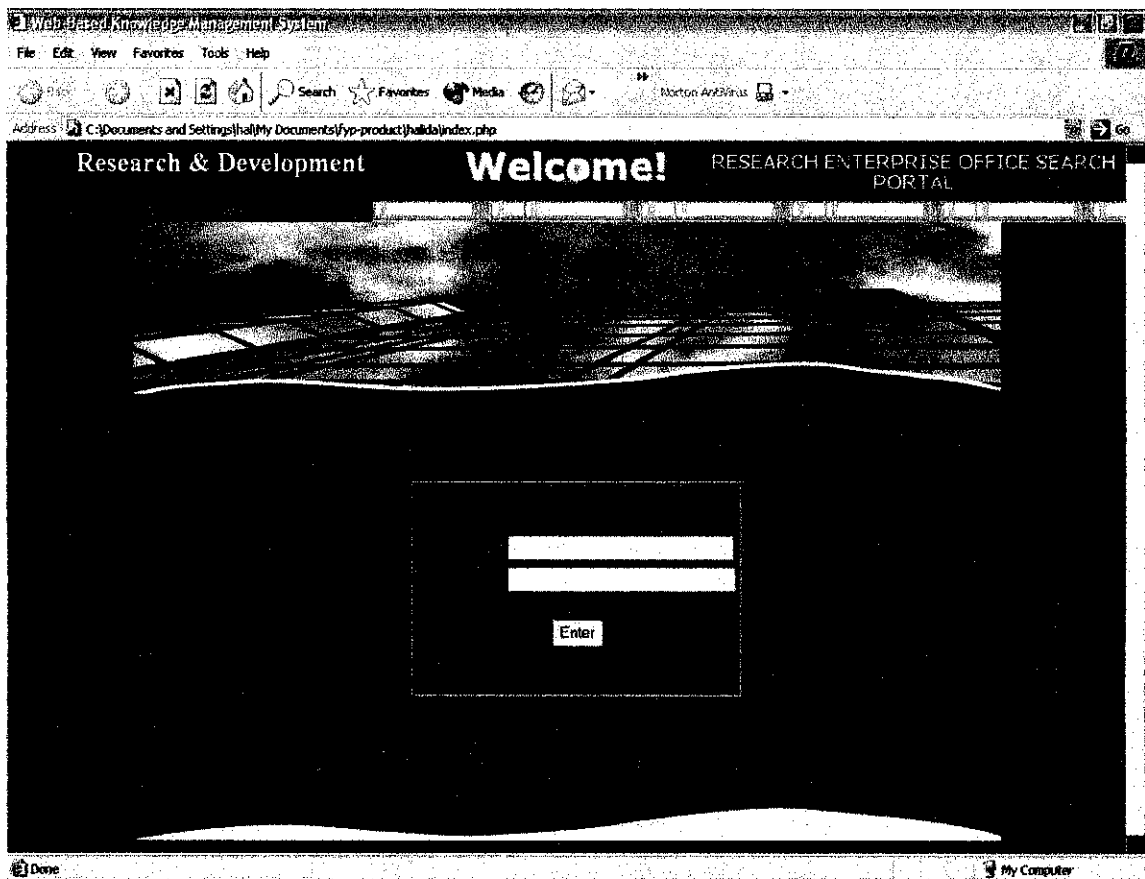 Web-Based Knowledge Management System
File Edit View Favorites Tools Help
Back Search Favorites Media Norton AntiVirus
Address C:\Documents and Settings\hal\My Documents\fyp-product\halida\index.php Go
Research & Development Welcome! RESEARCH ENTERPRISE OFFICE SEARCH
PORTAL
Enter
Done My Computer